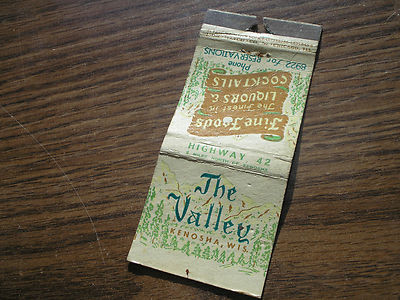 The
Valley
KENOSHA, WIS.
HIGHWAY 42
Fine Foods
The Finest in
LIQUORS &
COCKTAILS
Phone
8922 for RESERVATIONS